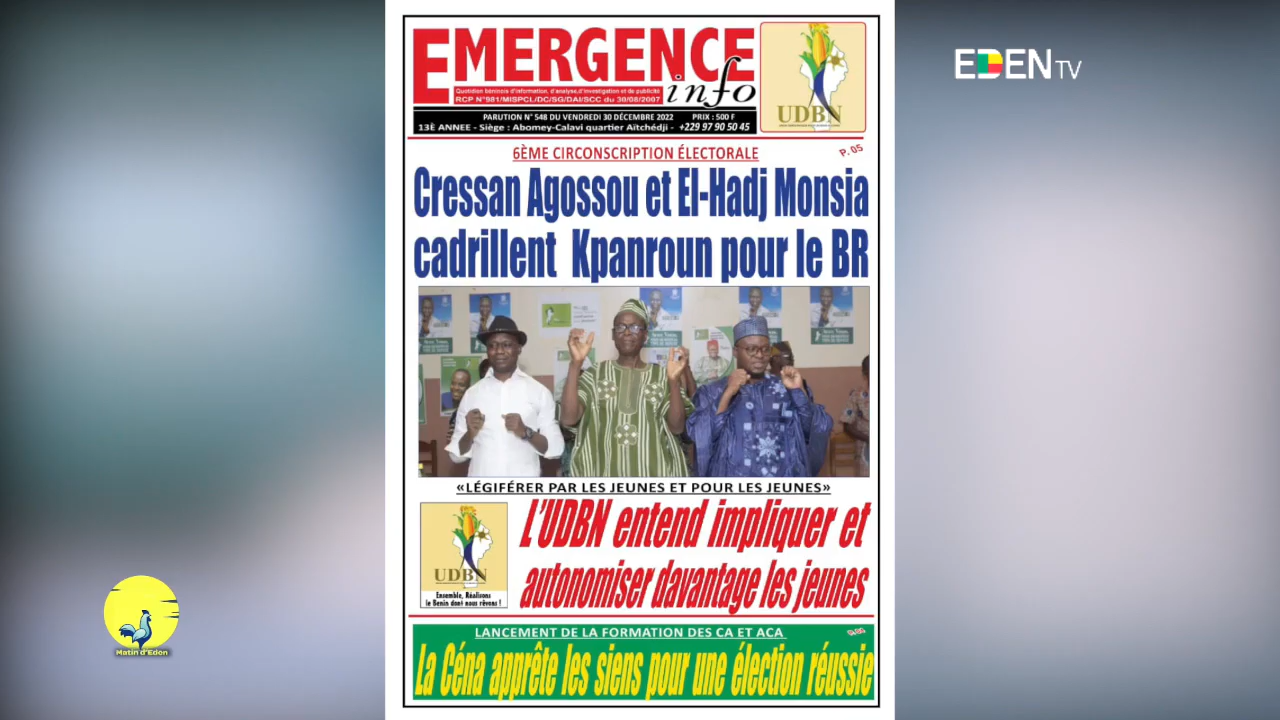 EMERGENCE
info
Quotidien béninois d'information, d'analyse,d'investigation et de publicité
RCP N°981/MISPCL/DC/SG/DAI/SCC du 30/08/2007
PARUTION N° 548 DU VENDREDI 30 DÉCEMBRE 2022 PRIX : 500 F
13È ANNEE - Siège : Abomey-Calavi quartier Aïtchédji - +229 97 90 50 45
UDBN
EDEN TV
6ÈME CIRCONSCRIPTION ÉLECTORALE
P. 05
Cressan Agossou et El-Hadj Monsia
cadrillent Kpanroun pour le BR
«LÉGIFÉRER PAR LES JEUNES ET POUR LES JEUNES»
L'UDBN entend impliquer et
autonomiser davantage les jeunes
UDBN
Ensemble, Réalisons
le Bénin dont nous rêvons !
LANCEMENT DE LA FORMATION DES CA ET ACA
La Céna apprête les siens pour une élection réussie
Matin d'Eden